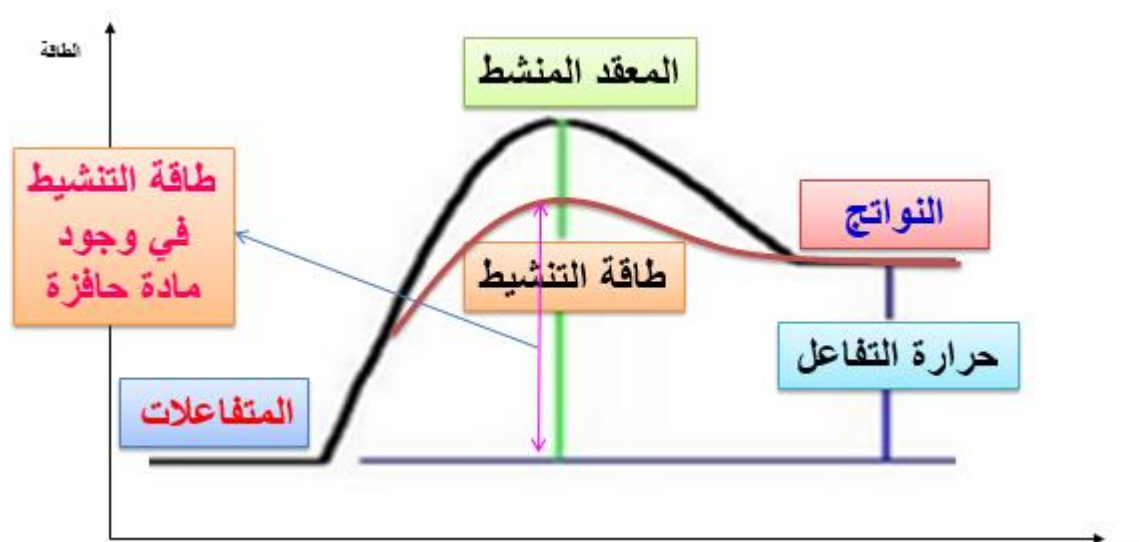 الطاقة
المعقد المنشط
طاقة التنشيط
في وجود
مادة حافزة
النواتج
طاقة التنشيط
حرارة التفاعل
المتفاعلات